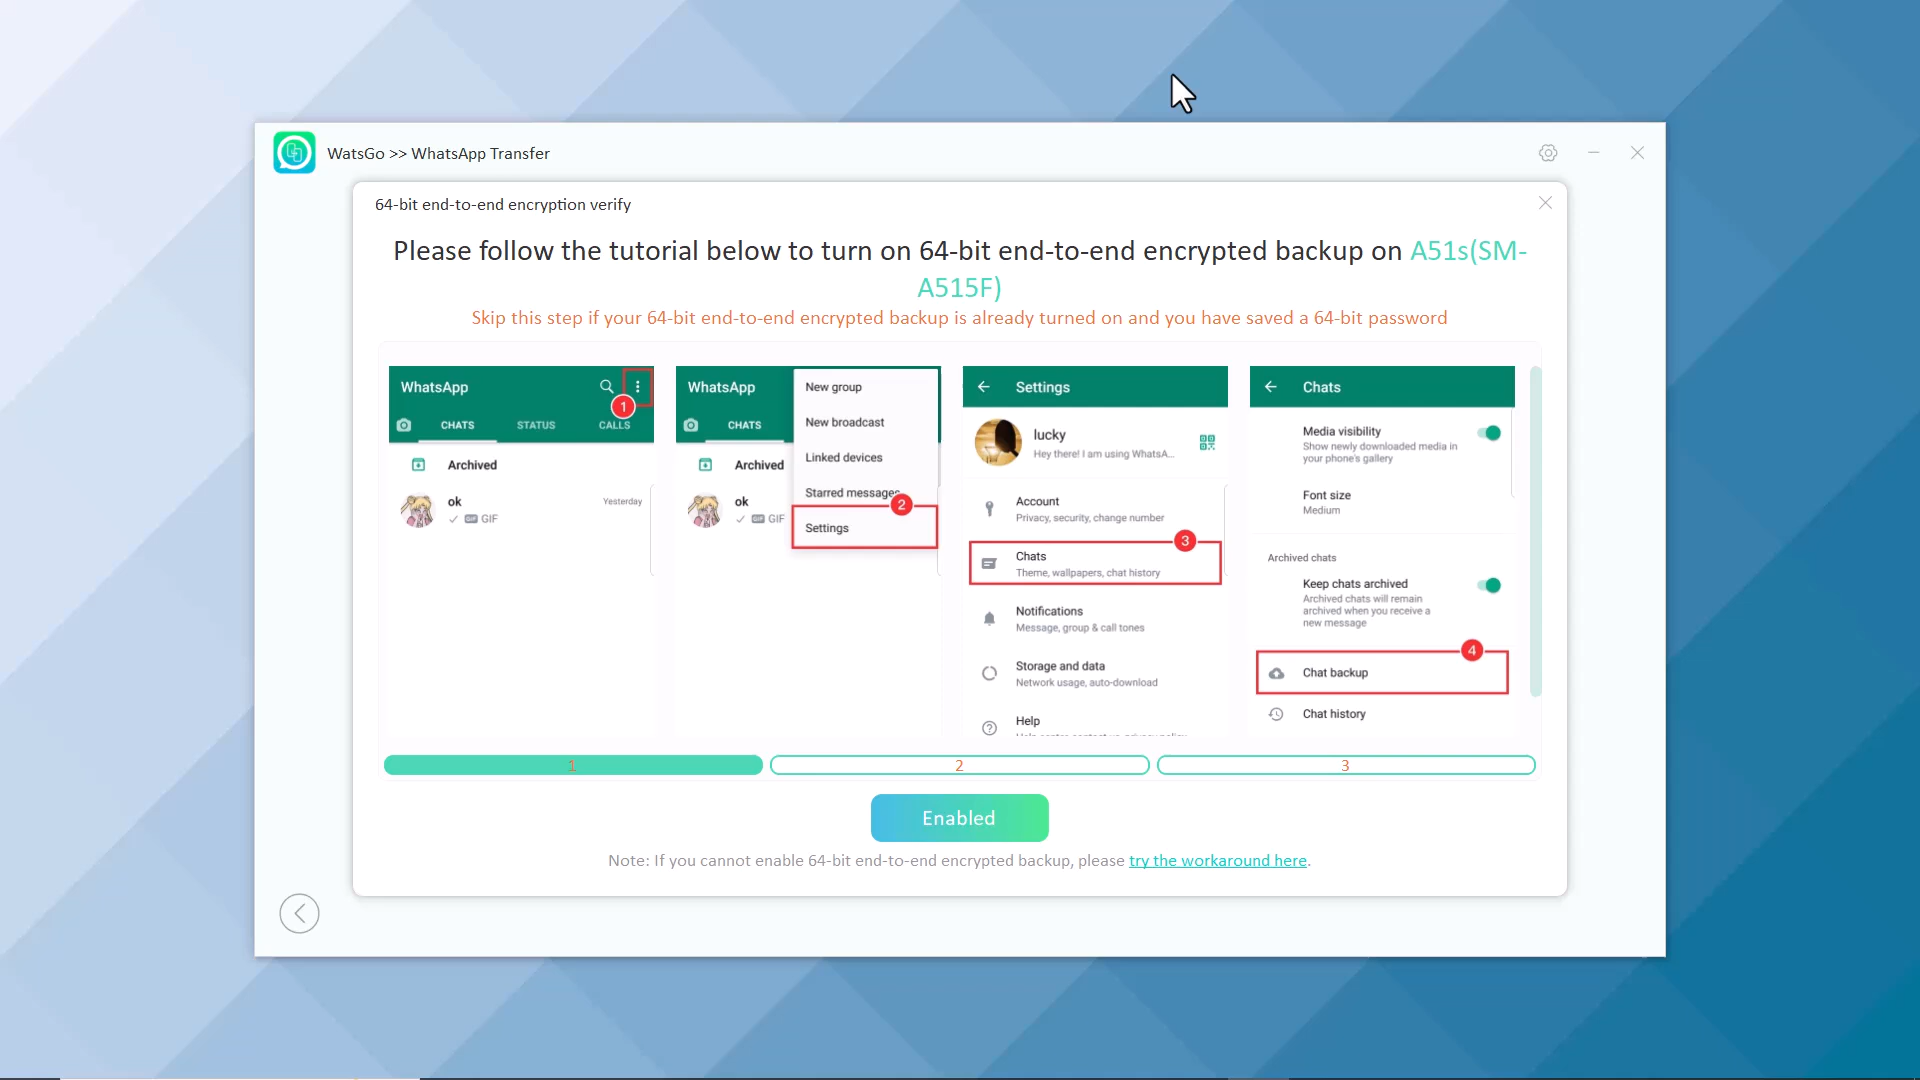 WatsGo >> WhatsApp Transfer
64-bit end-to-end encryption verify
Please follow the tutorial below to turn on 64-bit end-to-end encrypted backup on A51s(SM-
A515F)
Skip this step if your 64-bit end-to-end encrypted backup is already turned on and you have saved a 64-bit password
WhatsApp
1
CHATS STATUS CALLS
Archived
ok Yesterday
GIF GIF
WhatsApp
CHATS
Archived
ok
GIF GIF
New group
New broadcast
Linked devices
Starred messages
2
Settings
Settings
lucky
Hey there! I am using WhatsA...
Account
Privacy, security, change number
3
Chats
Theme, wallpapers, chat history
Notifications
Message, group & call tones
Storage and data
Network usage, auto-download
Help
Chats
Media visibility
Show newly downloaded media in
your phone's gallery
Font size
Medium
Archived chats
Keep chats archived
Archived chats will remain
archived when you receive a
new message
4
Chat backup
Chat history
1 2 3
Enabled
Note: If you cannot enable 64-bit end-to-end encrypted backup, please try the workaround here.